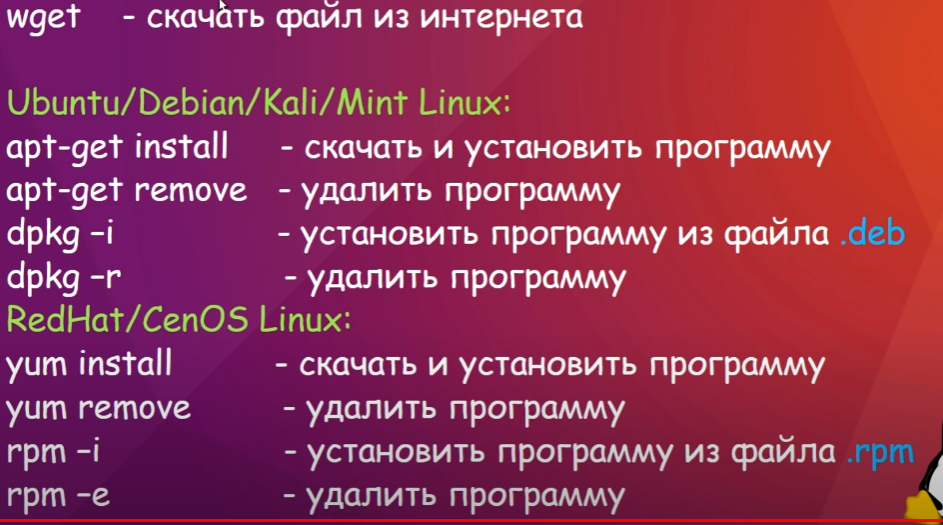 wget - скачать файл из интернета
Ubuntu/Debian/Kali/Mint Linux:
apt-get install - скачать и установить программу
apt-get remove - удалить программу
dpkg –i - установить программу из файла .deb
dpkg –r - удалить программу
RedHat/CenOS Linux:
yum install - скачать и установить программу
yum remove - удалить программу
rpm –i - установить программу из файла .rpm
rpm –e - удалить программу